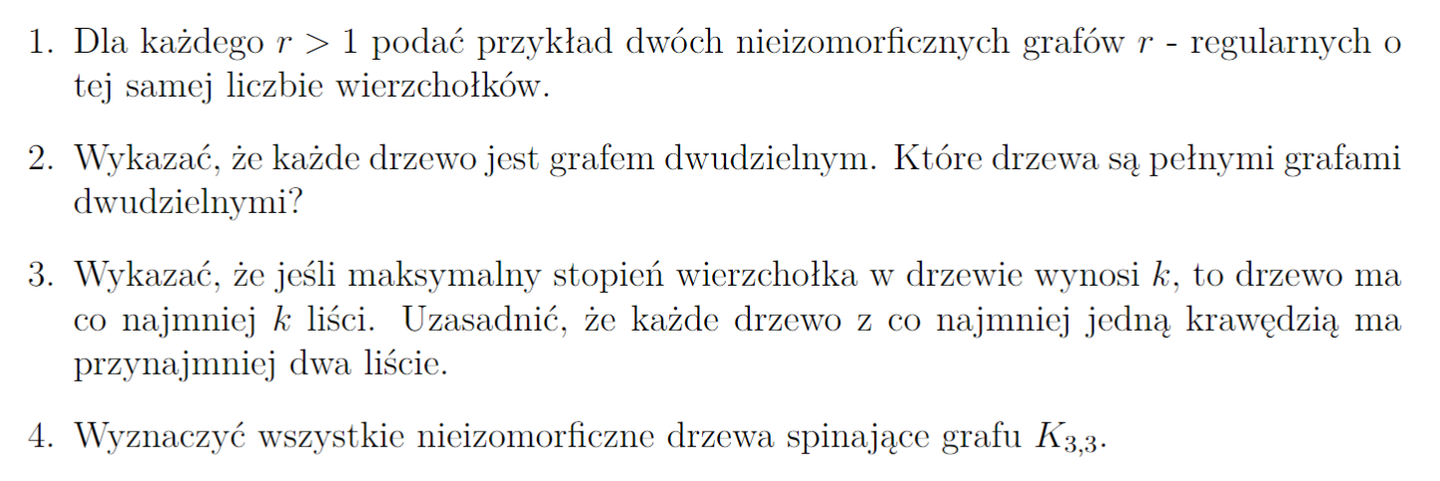 1. Dla każdego r > 1 podać przykład dwóch nieizomorficznych grafów r - regularnych o
tej samej liczbie wierzchołków.
2. Wykazać, że każde drzewo jest grafem dwudzielnym. Które drzewa są pełnymi grafami
dwudzielnymi?
3. Wykazać, że jeśli maksymalny stopień wierzchołka w drzewie wynosi k, to drzewo ma
co najmniej k liści. Uzasadnić, że każde drzewo z co najmniej jedną krawędzią ma
przynajmniej dwa liście.
4. Wyznaczyć wszystkie nieizomorficzne drzewa spinające grafu K₃,₃.